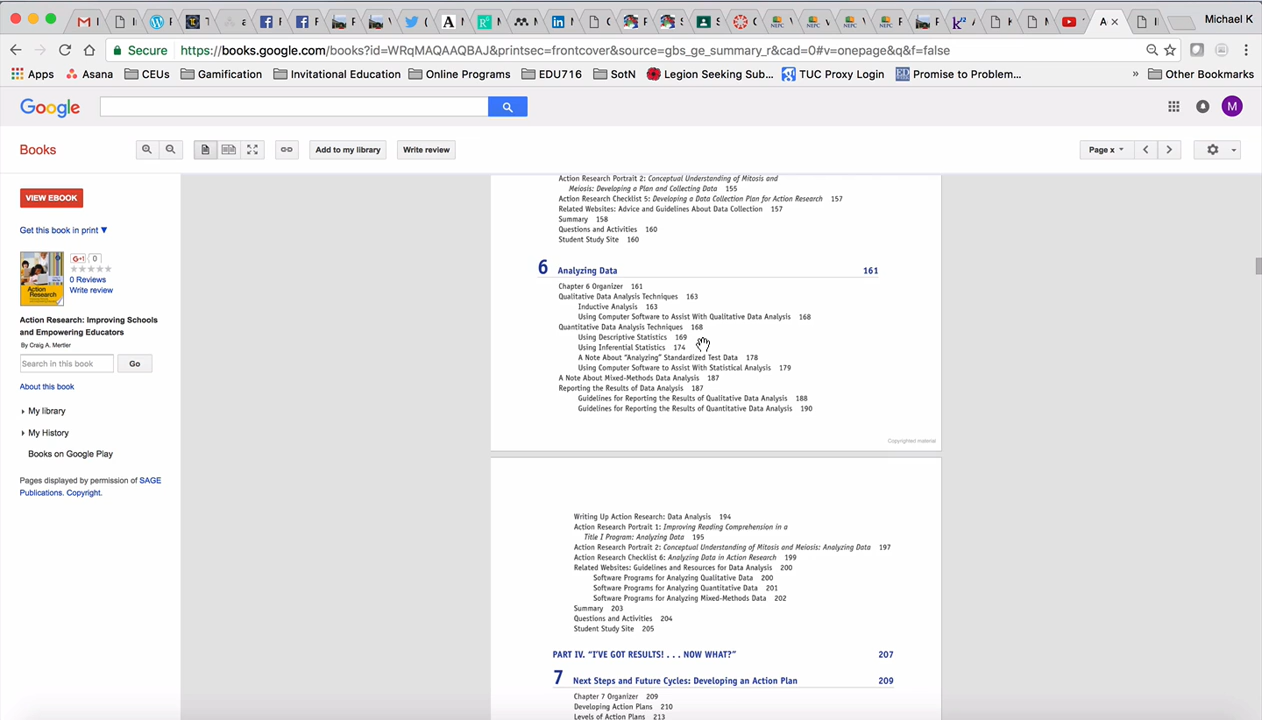 Michael K
M
A
Secure
https://books.google.com/books?id=WRqMAQAAQBAJ&printsec=frontcover&source=gbs_ge_summary_r&cad=0#v=onepage&q&f=false
Apps
Asana
CEUs
Gamification
Invitational Education
Online Programs
EDU716
SotN
Legion Seeking Sub...
TUC Proxy Login
Promise to Problem...
»
Other Bookmarks
Google
M
Books
Add to my library
Write review
Page x
VIEW EBOOK
Get this book in print ▼
G+1 0
0 Reviews
Write review
Action Research
Action Research: Improving Schools
and Empowering Educators
By Craig A. Mertler
Search in this book
Go
About this book
My library
My History
Books on Google Play
Pages displayed by permission of SAGE
Publications. Copyright.
Action Research Portrait 2: Conceptual Understanding of Mitosis and
Meiosis: Developing a Plan and Collecting Data 155
Action Research Checklist 5: Developing a Data Collection Plan for Action Research 157
Related Websites: Advice and Guidelines About Data Collection 157
Summary 158
Questions and Activities 160
Student Study Site 160
6 Analyzing Data 161
Chapter 6 Organizer 161
Qualitative Data Analysis Techniques 163
Inductive Analysis 163
Using Computer Software to Assist With Qualitative Data Analysis 168
Quantitative Data Analysis Techniques 168
Using Descriptive Statistics 169
Using Inferential Statistics 174
A Note About “Analyzing” Standardized Test Data 178
Using Computer Software to Assist With Statistical Analysis 179
A Note About Mixed-Methods Data Analysis 187
Reporting the Results of Data Analysis 187
Guidelines for Reporting the Results of Qualitative Data Analysis 188
Guidelines for Reporting the Results of Quantitative Data Analysis 190
Copyrighted material
Writing Up Action Research: Data Analysis 194
Action Research Portrait 1: Improving Reading Comprehension in a
Title I Program: Analyzing Data 195
Action Research Portrait 2: Conceptual Understanding of Mitosis and Meiosis: Analyzing Data 197
Action Research Checklist 6: Analyzing Data in Action Research 199
Related Websites: Guidelines and Resources for Data Analysis 200
Software Programs for Analyzing Qualitative Data 200
Software Programs for Analyzing Quantitative Data 201
Software Programs for Analyzing Mixed-Methods Data 202
Summary 203
Questions and Activities 204
Student Study Site 205
PART IV. “I’VE GOT RESULTS! . . . NOW WHAT?” 207
7 Next Steps and Future Cycles: Developing an Action Plan 209
Chapter 7 Organizer 209
Developing Action Plans 210
Levels of Action Plans 213